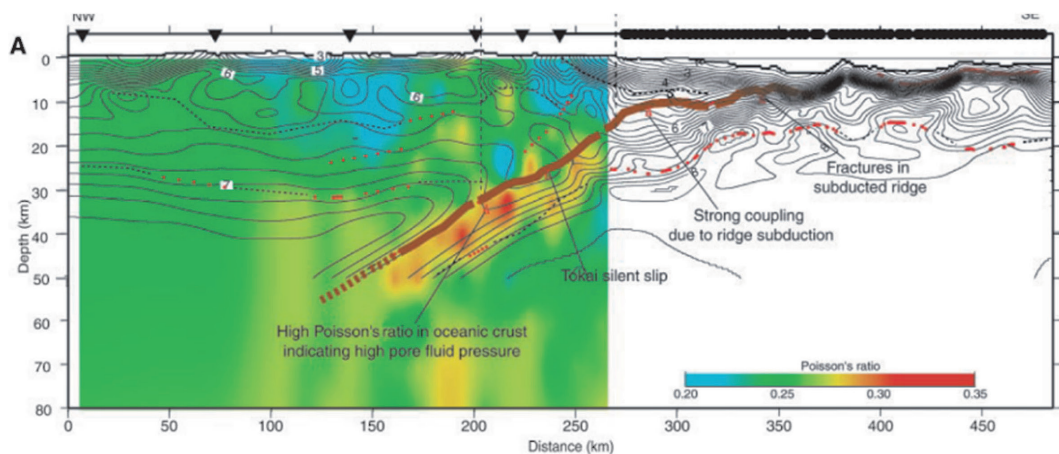 NW
SE
A
0
10
20
30
40
50
60
70
80
Depth (km)
3
5
6
6
7
3
4
6
8
Fractures in
subducted ridge
Strong coupling
due to ridge subduction
Tokai silent slip
High Poisson's ratio in oceanic crust
indicating high pore fluid pressure
Poisson's ratio
0.20
0.25
0.30
0.35
0
50
100
150
200
250
300
350
400
450
Distance (km)